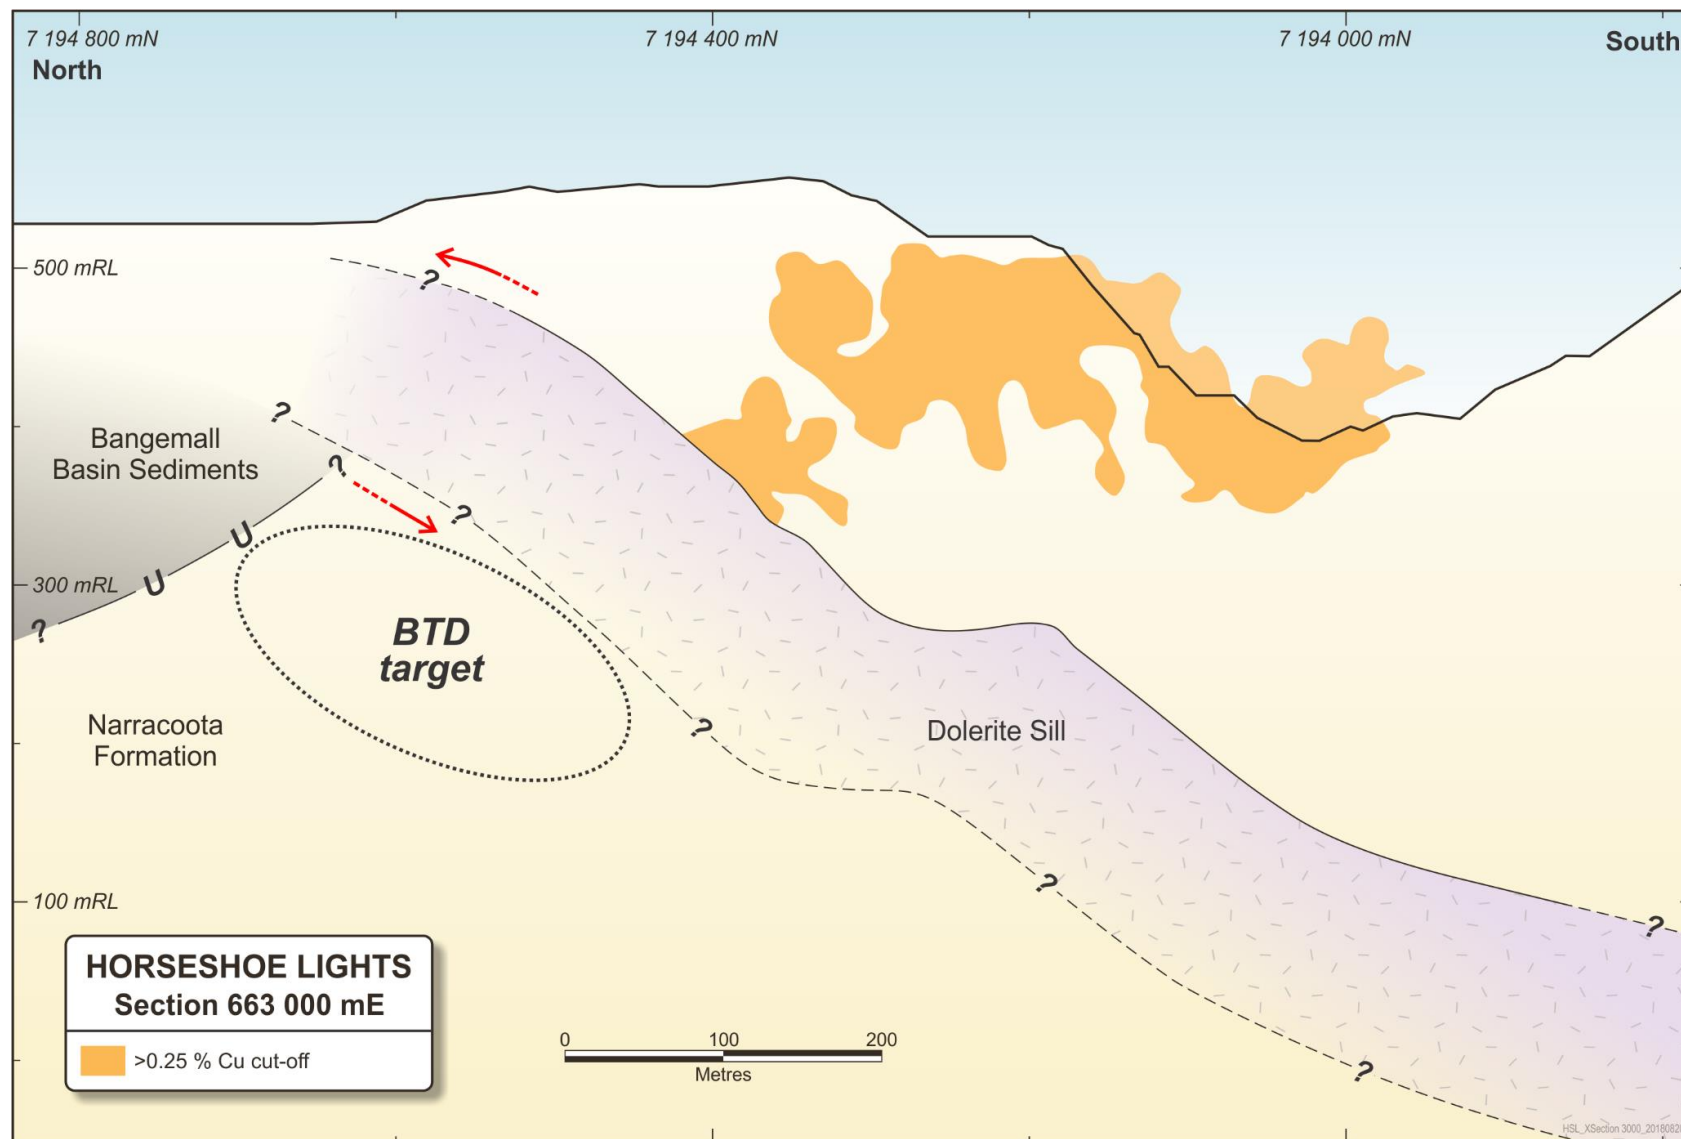 7 194 800 mN
7 194 400 mN
7 194 000 mN
South
North
500 mRL
?
?
Bangemall
Basin Sediments
?
?
U
300 mRL
U
?
BTD
target
Narracoota
Formation
?
Dolerite Sill
?
100 mRL
?
HORSESHOE LIGHTS
Section 663 000 mE
>0.25 % Cu cut-off
0 100 200
Metres
?